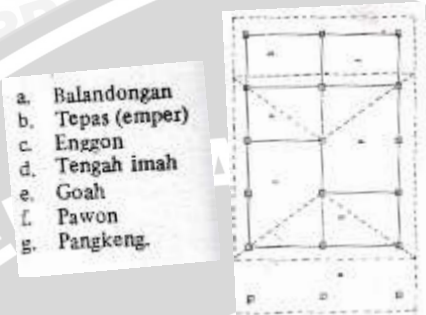 a. Balandongan
b. Tepas (emper)
c. Enggon
d. Tengah imah
e. Goah
f. Pawon
g. Pangkeng.